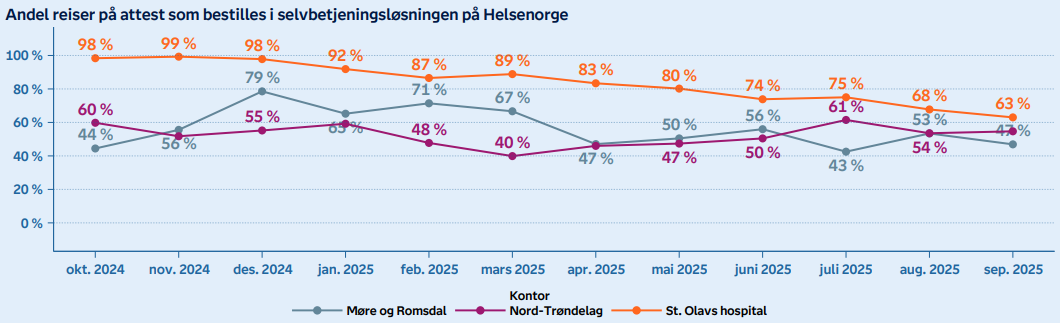 Andel reiser på attest som bestilles i selvbetjeningsløsningen på Helsenorge
100 %
80 %
60 %
40 %
20 %
0 %
98 % 99 % 98 % 92 % 87 % 89 % 83 % 80 % 74 % 75 % 68 % 63 %
44 % 56 % 79 % 65 % 71 % 67 % 47 % 50 % 56 % 43 % 53 % 47 %
60 % 55 % 48 % 40 % 47 % 50 % 61 % 54 %
okt. 2024 nov. 2024 des. 2024 jan. 2025 feb. 2025 mars 2025 apr. 2025 mai 2025 juni 2025 juli 2025 aug. 2025 sep. 2025
Kontor
Møre og Romsdal Nord-Trøndelag St. Olavs hospital